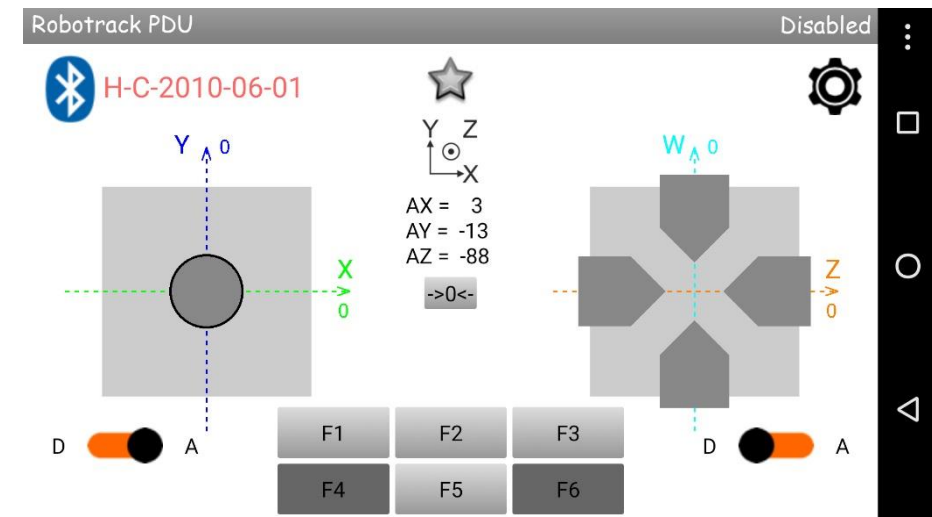 Robotrack PDU Disabled
H-C-2010-06-01
Y 0
Y Z
X
W 0
AX = 3
AY = -13
AZ = -88
->0<-
X
0
Z
0
D A
F1 F2 F3
D A
F4 F5 F6